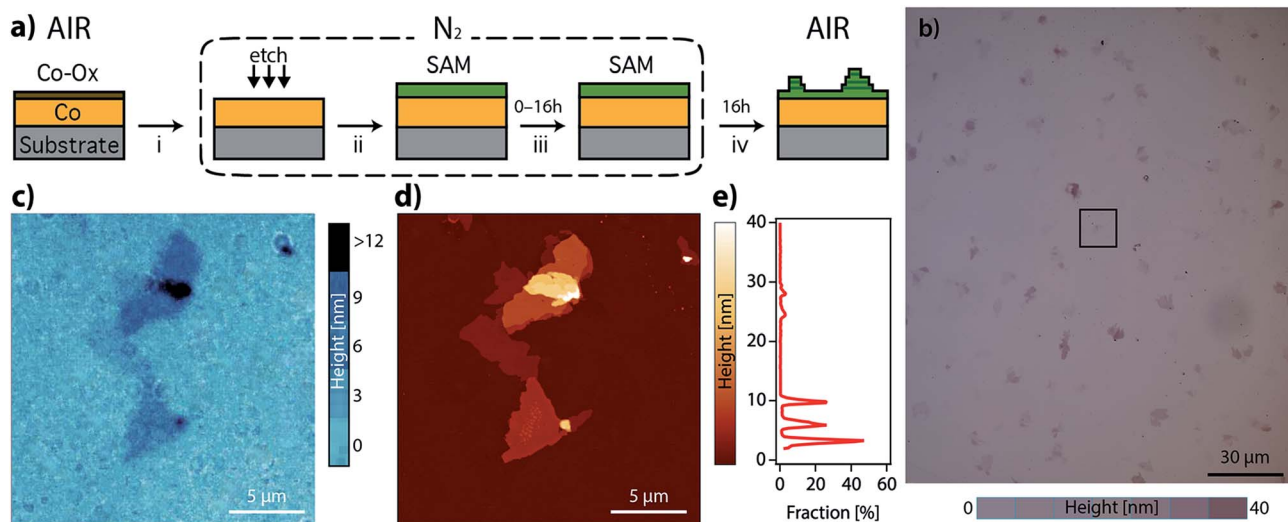 a) AIR
N2
AIR
b)
Co-Ox
etch
SAM
SAM
Co
0–16h
16h
Substrate
i
ii
iii
iv
c)
d)
e)
>12
9
6
3
0
Height [nm]
5 µm
5 µm
Height [nm]
40
30
20
10
0
0 20 40 60
Fraction [%]
30 µm
0 Height [nm] 40